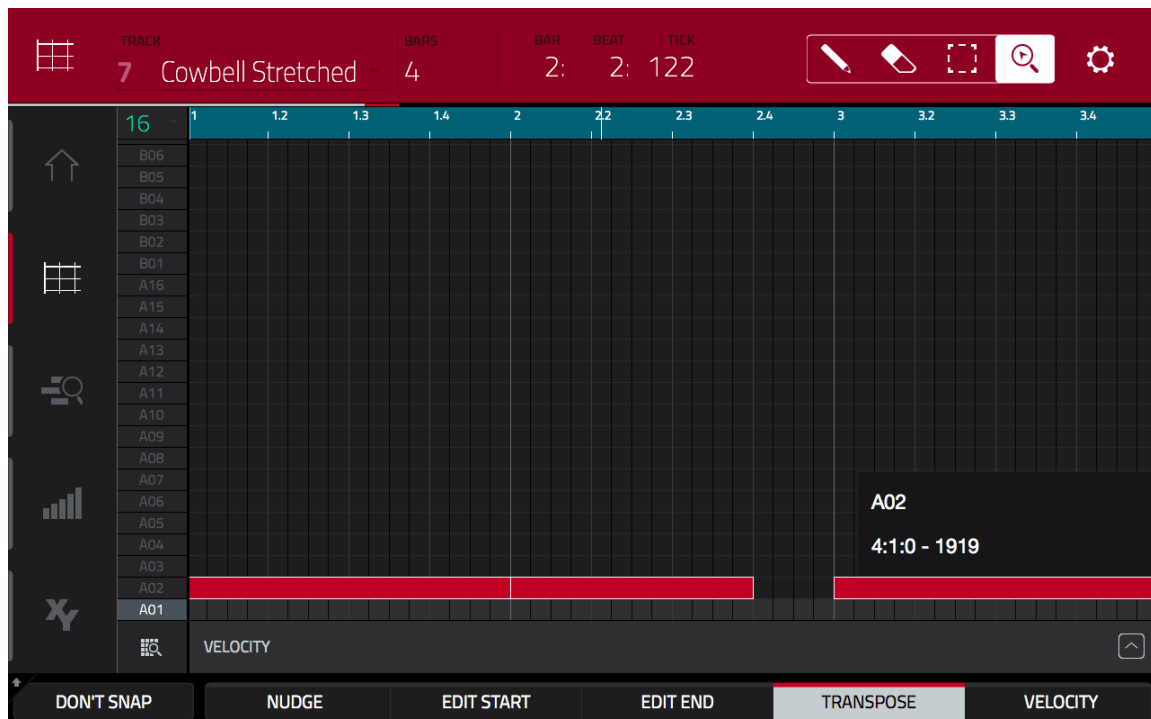 TRACK BARS BAR BEAT TICK
7 Cowbell Stretched 4 2: 2: 122
16 1 1.2 1.3 1.4 2 2.2 2.3 2.4 3 3.2 3.3 3.4
B06
B05
B04
B03
B02
B01
A16
A15
A14
A13
A12
A11
A10
A09
A08
A07
A06
A05
A04
A03
A02
A01
A02
4:1:0 - 1919
XY
VELOCITY
DON'T SNAP NUDGE EDIT START EDIT END TRANSPOSE VELOCITY